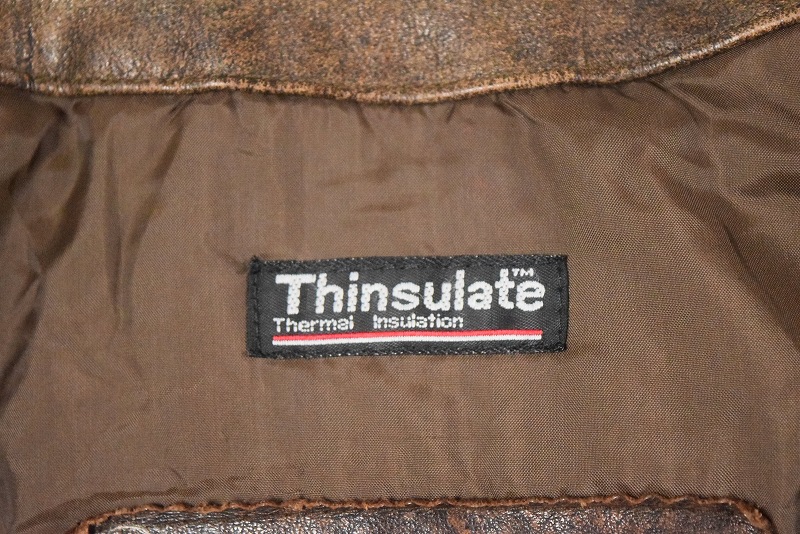 Thinsulate™
Thermal Insulation